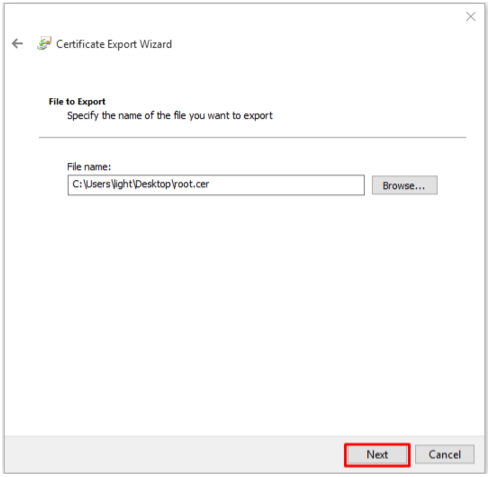 Certificate Export Wizard
File to Export
Specify the name of the file you want to export
File name:
C:\Users\light\Desktop\root.cer
Browse...
Next
Cancel